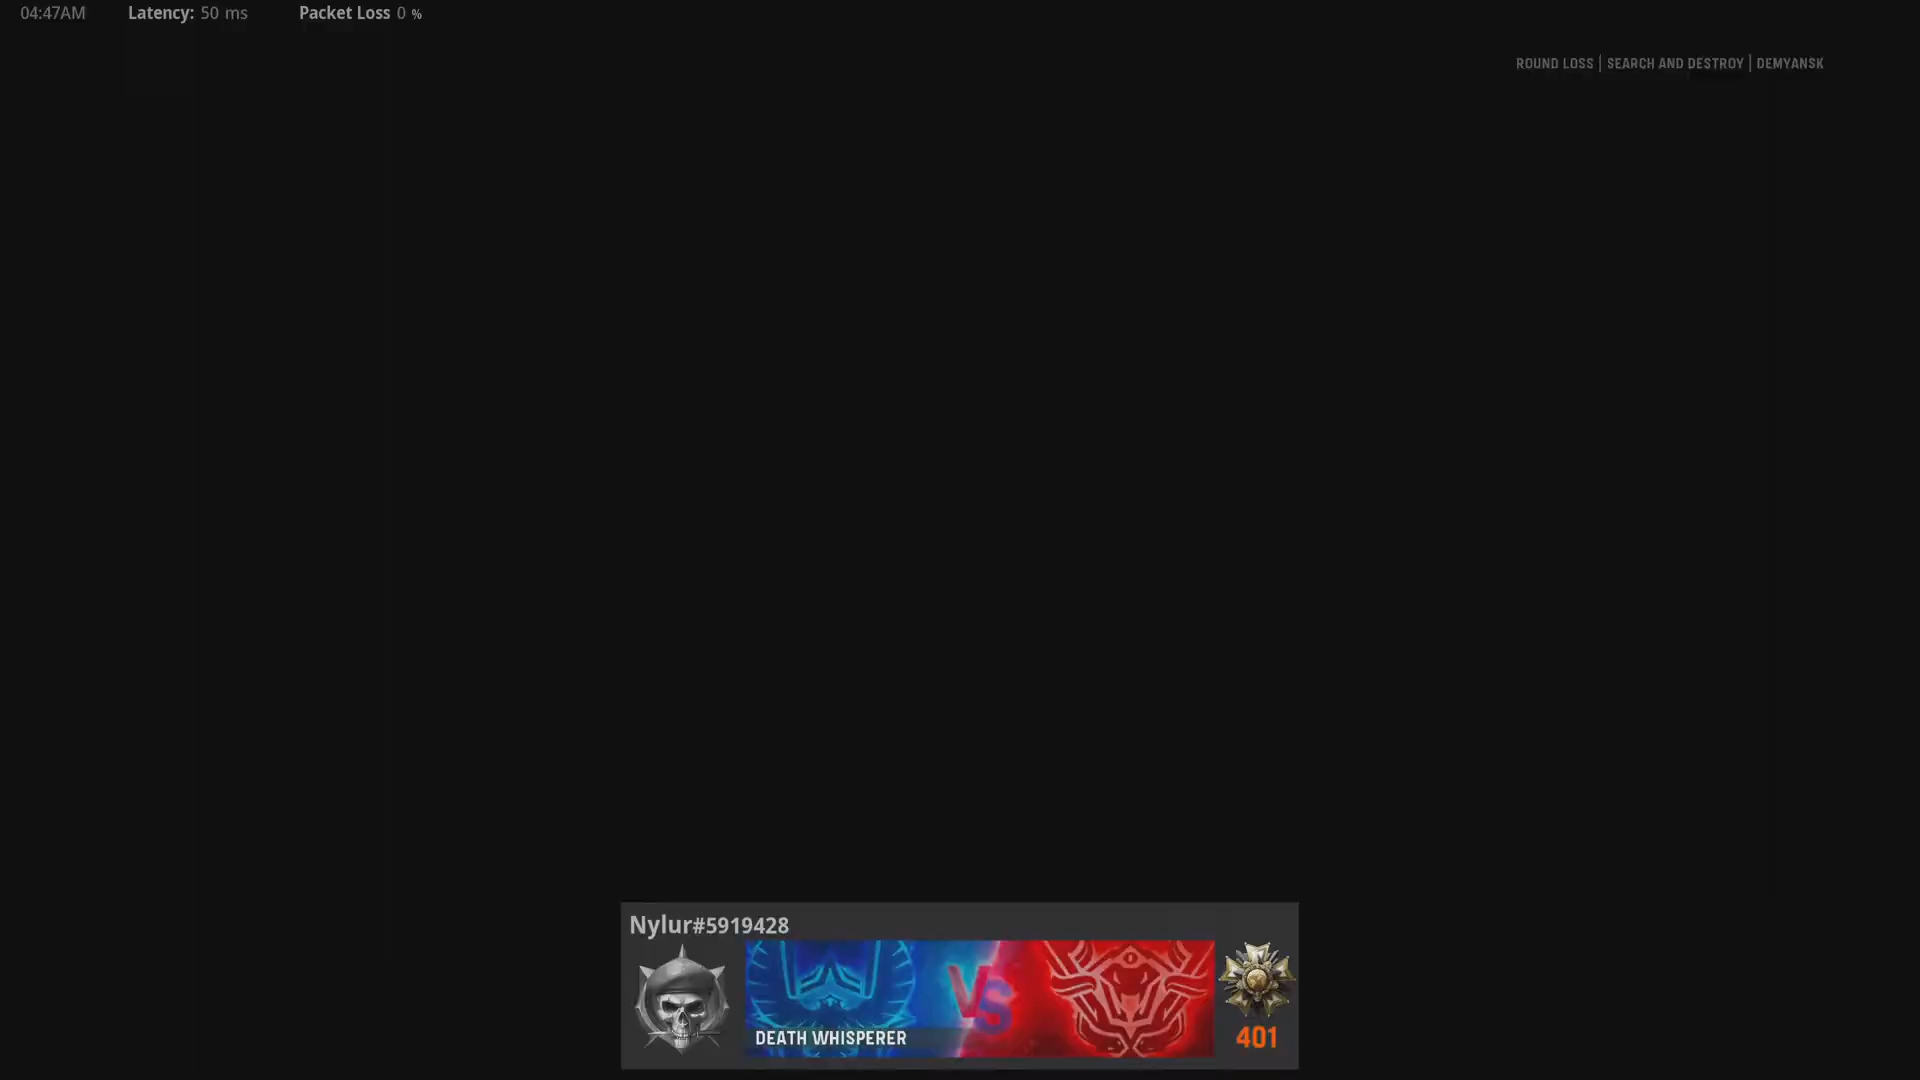 04:47AM Latency: 50 ms Packet Loss 0 %
ROUND LOSS | SEARCH AND DESTROY | DEMYANSK
Nylur#5919428
VS
DEATH WHISPERER
401